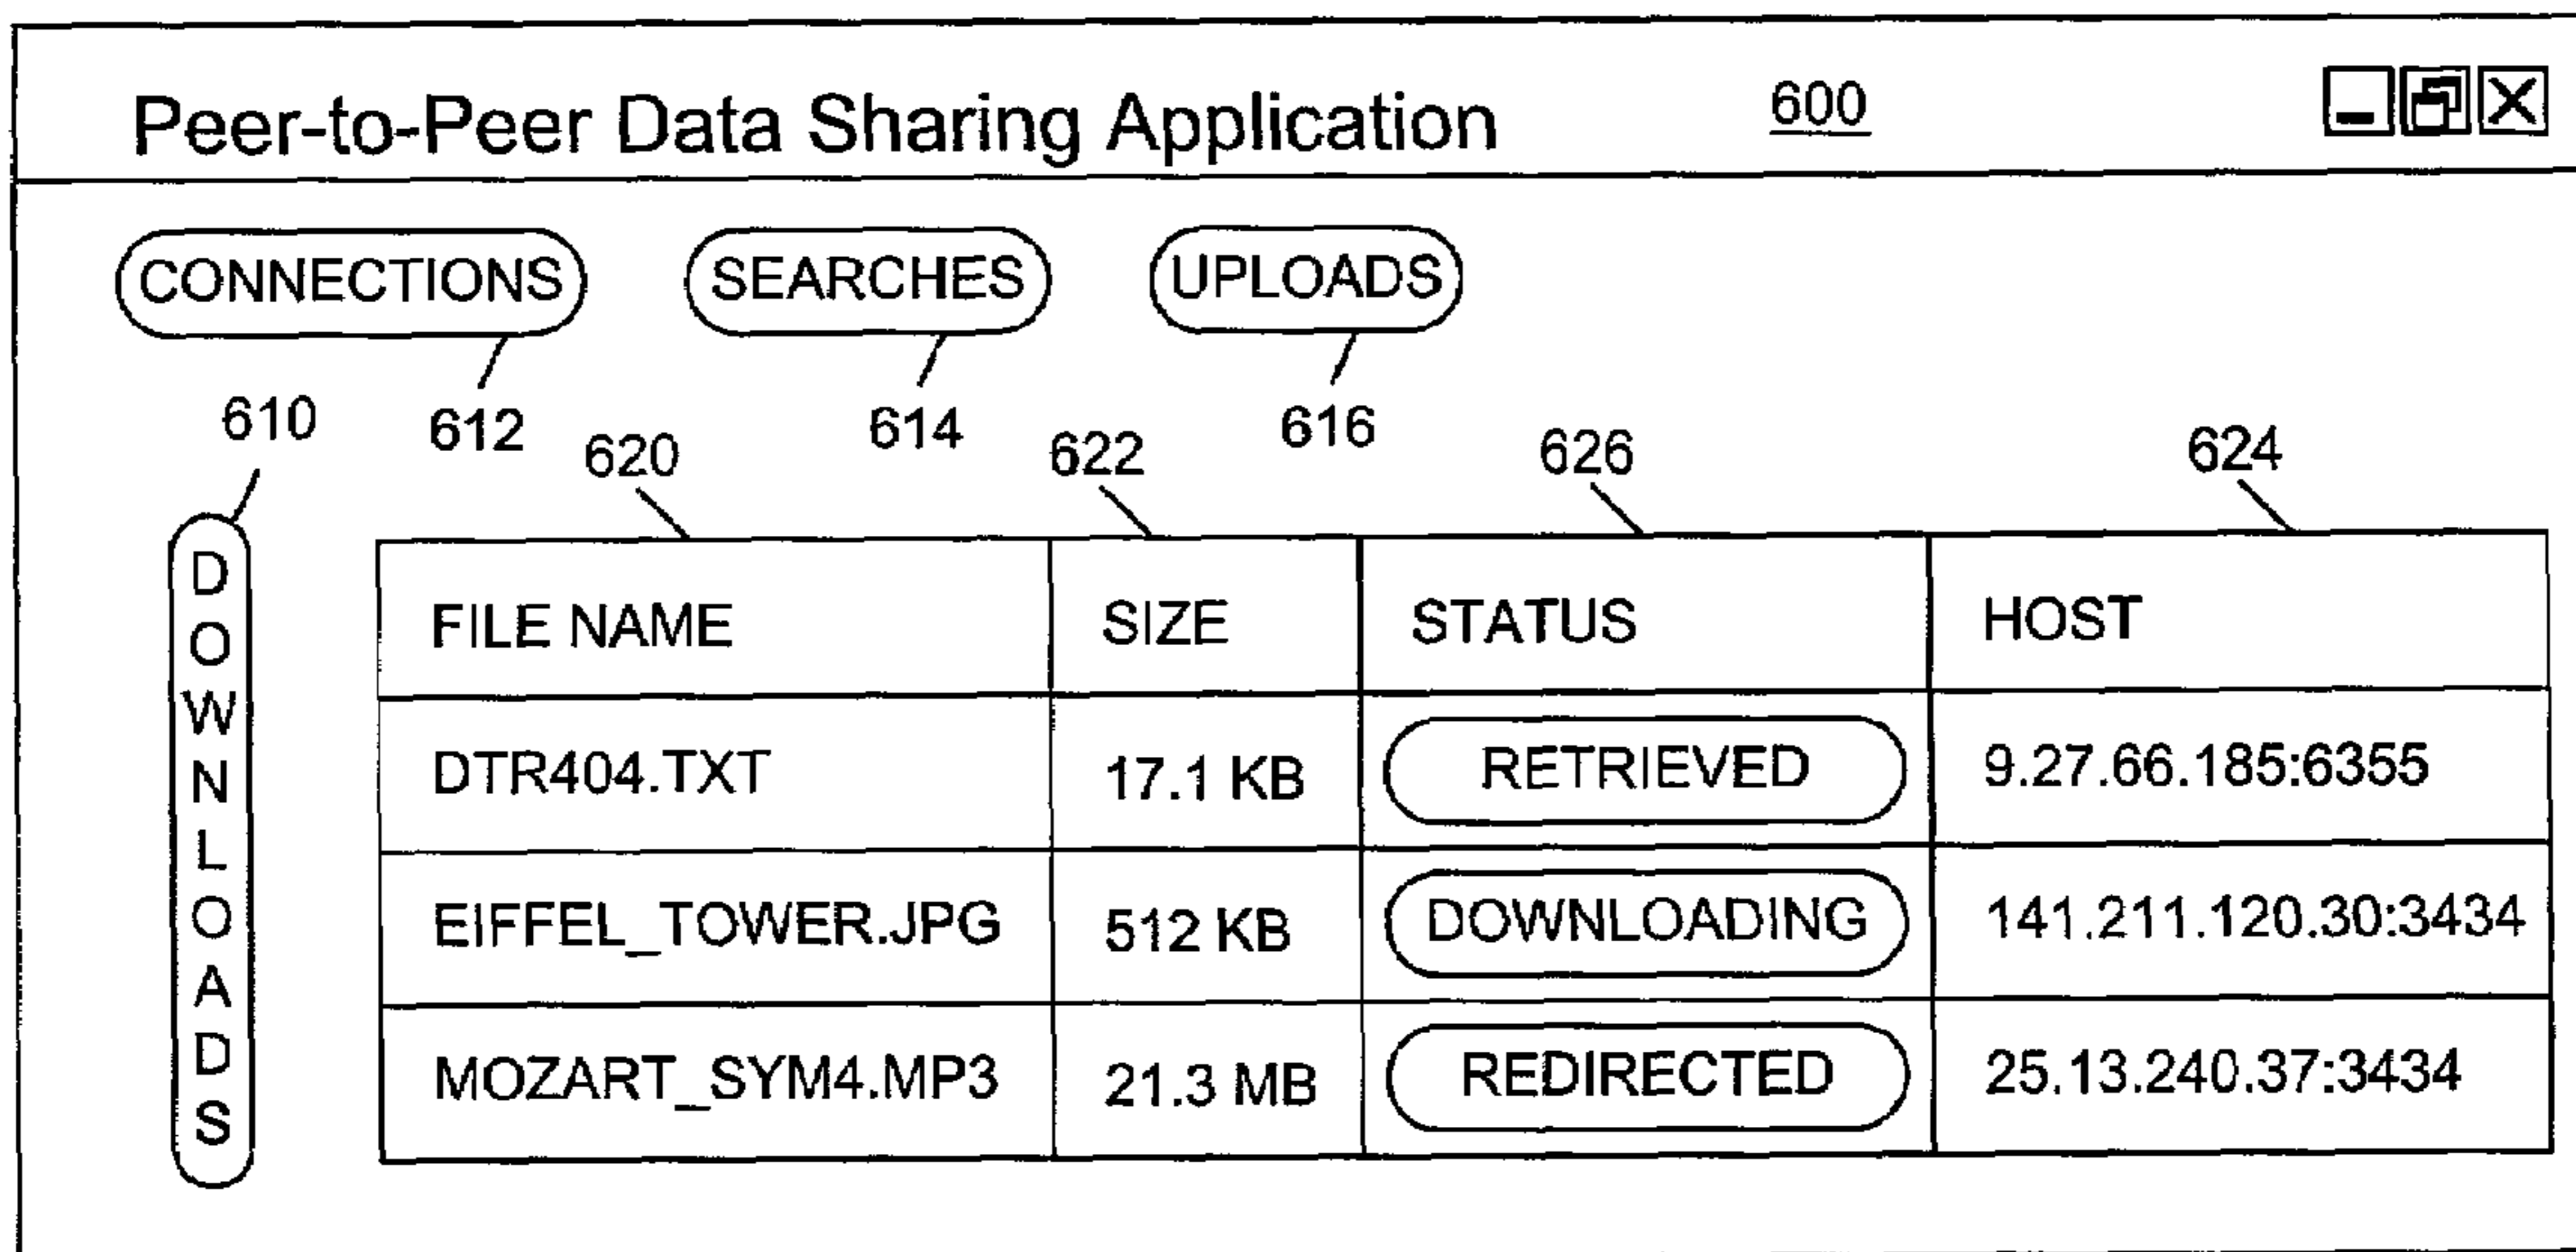 Peer-to-Peer Data Sharing Application 600
CONNECTIONS SEARCHES UPLOADS
610 612 614 616
620 622 626 624
DOWNLOADS
FILE NAME SIZE STATUS HOST
DTR404.TXT 17.1 KB RETRIEVED 9.27.66.185:6355
EIFFEL_TOWER.JPG 512 KB DOWNLOADING 141.211.120.30:3434
MOZART_SYM4.MP3 21.3 MB REDIRECTED 25.13.240.37:3434